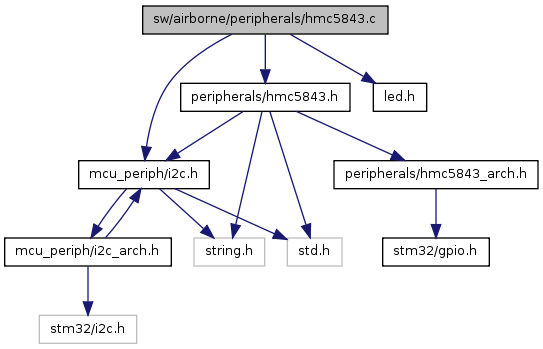 sw/airborne/peripherals/hmc5843.c
peripherals/hmc5843.h
led.h
mcu_periph/i2c.h
peripherals/hmc5843_arch.h
mcu_periph/i2c_arch.h
string.h
std.h
stm32/gpio.h
stm32/i2c.h